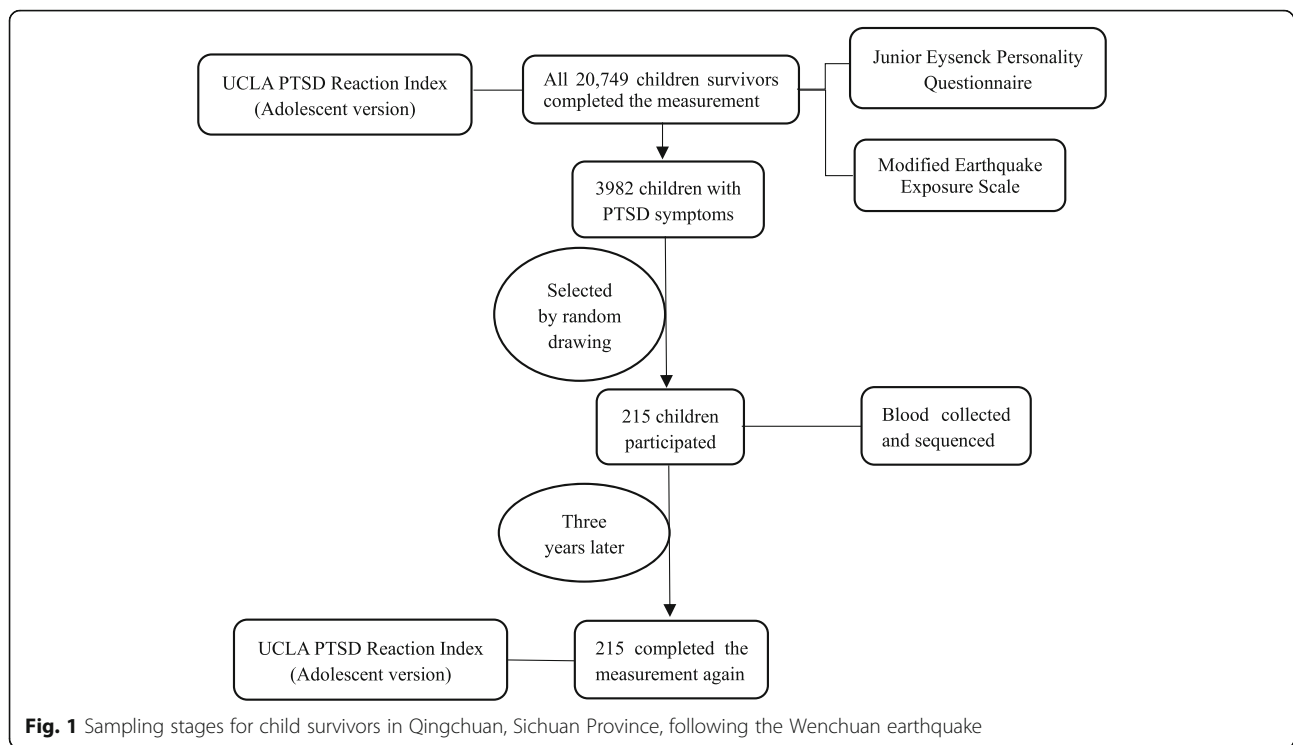 UCLA PTSD Reaction Index
(Adolescent version)
All 20,749 children survivors
completed the measurement
Junior Eysenck Personality
Questionnaire
Modified Earthquake
Exposure Scale
3982 children with
PTSD symptoms
Selected
by random
drawing
215 children
participated
Blood collected
and sequenced
Three
years later
UCLA PTSD Reaction Index
(Adolescent version)
215 completed the
measurement again
Fig. 1 Sampling stages for child survivors in Qingchuan, Sichuan Province, following the Wenchuan earthquake